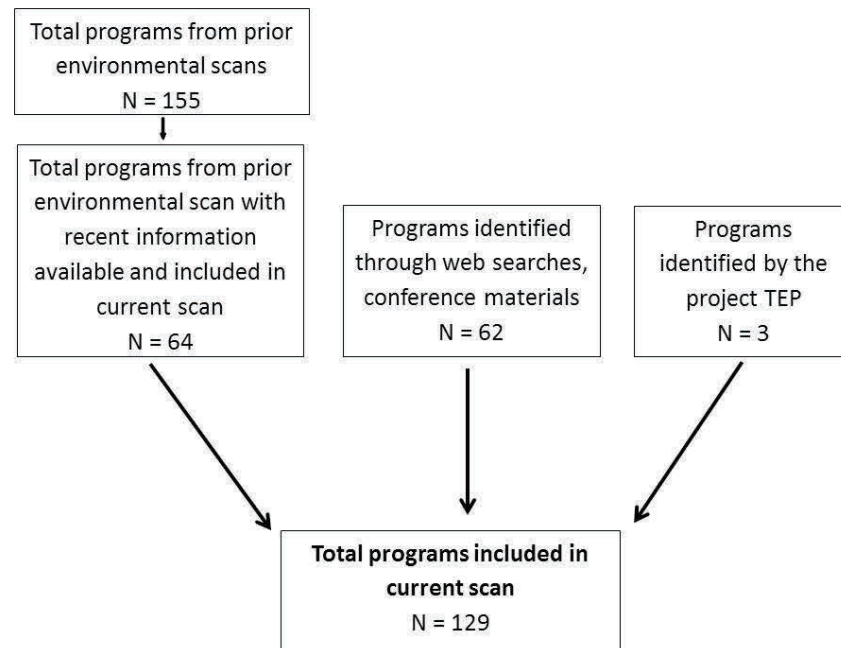 Total programs from prior
environmental scans
N = 155
Total programs from prior
environmental scan with
recent information
available and included in
current scan
N = 64
Programs identified
through web searches,
conference materials
N = 62
Programs
identified by the
project TEP
N = 3
Total programs included in
current scan
N = 129